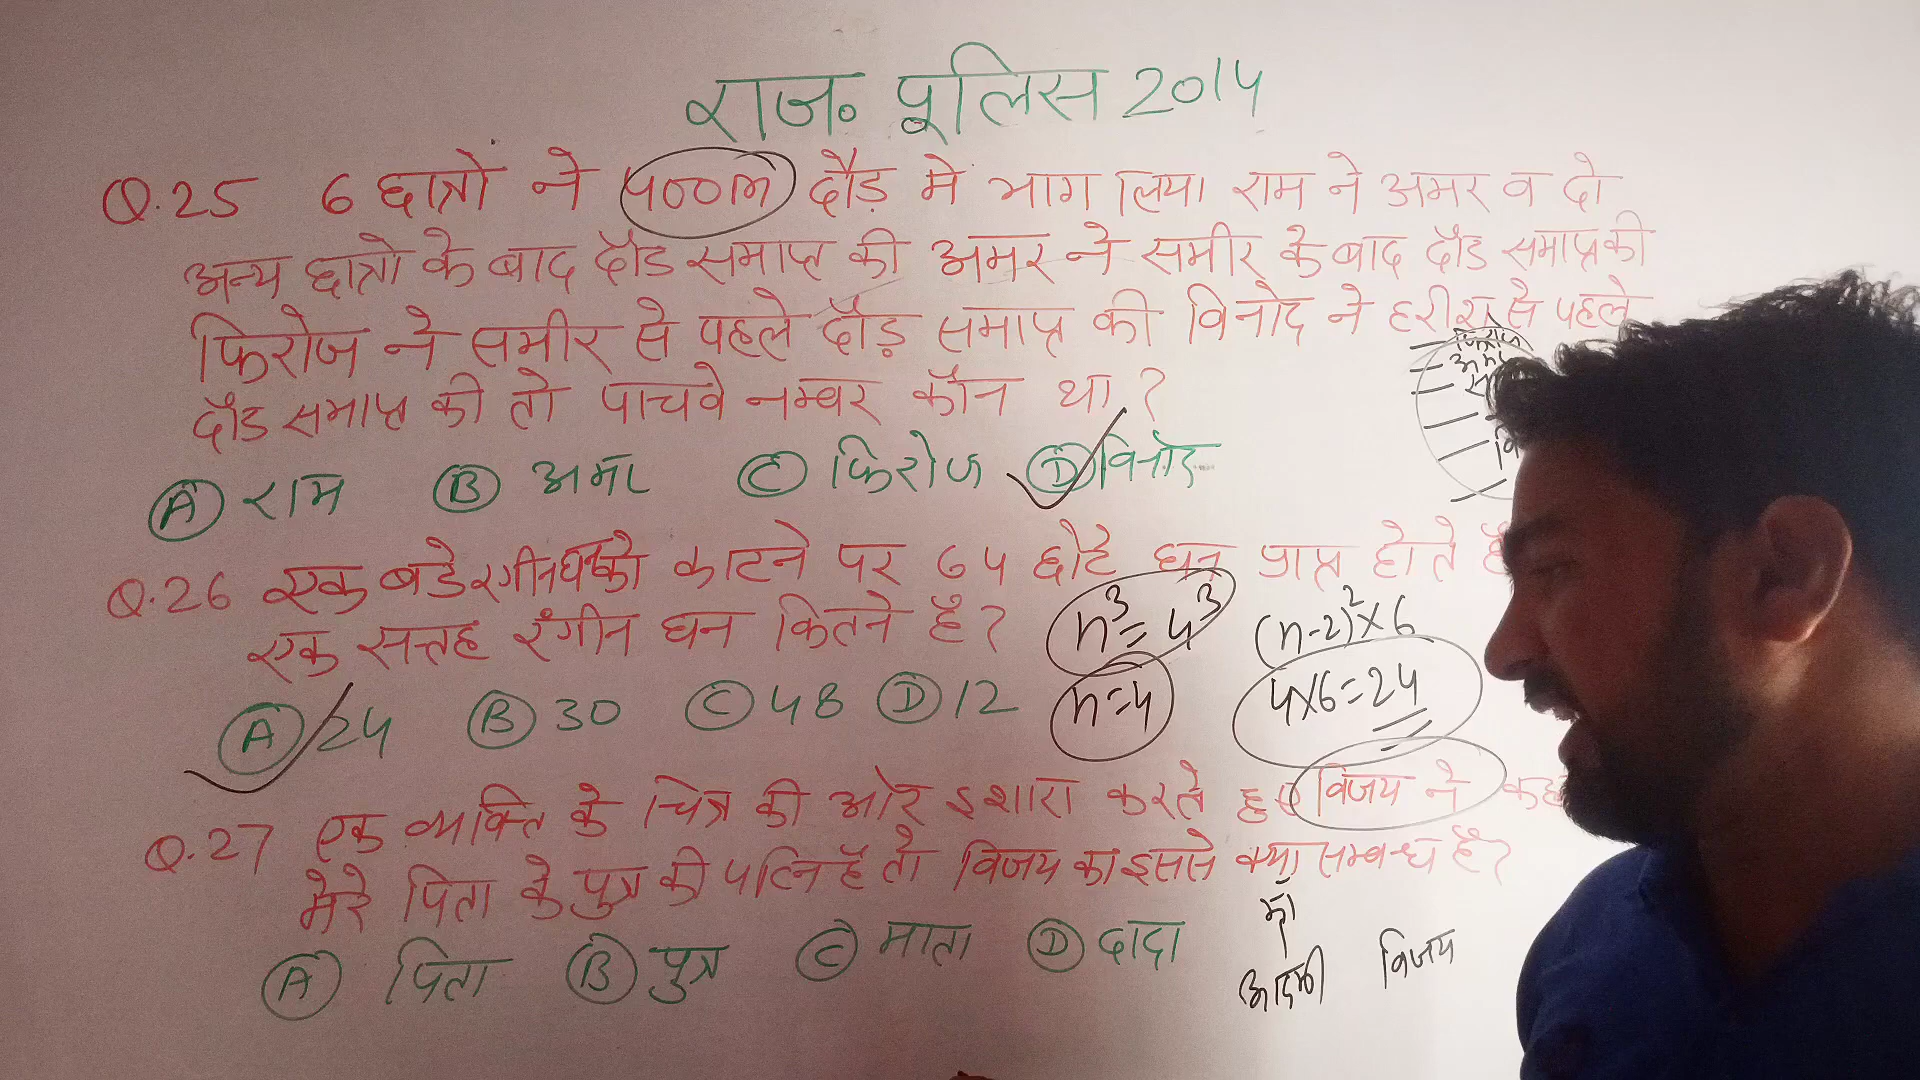 राज. पूलिस 2014
Q.25 6 छात्रो ने 400m दौड़ मे भाग लिया राम ने अमर व दो
अन्य छात्रो के बाद दौड समाप्त की अमर ने समीर के बाद दौड समाप्त की
फिरोज ने समीर से पहले दौड़ समाप्त की विनोद ने हरीश से पहले
दौड समाप्त की तो पाचवे नम्बर कौन था ?
A राम B अमर C फिरोज D विनोद
Q.26 एक बडे रगीन घन को काटने पर 64 छोटे घन प्राप्त होते है
एक सत्तह रंगीन घन कितने है ?
n³ = 4³ (n-2)² × 6
A 24 B 30 C 48 D 12
n=4 4×6=24
Q.27 एक व्यक्ति के चित्र की ओर इशारा करते हुए विजय ने
मेरे पिता के पुत्र की पत्नि है तो विजय का इससे क्या सम्बन्ध है ?
A पिता B पुत्र C माता D दादा
माँ
आदमी विजय